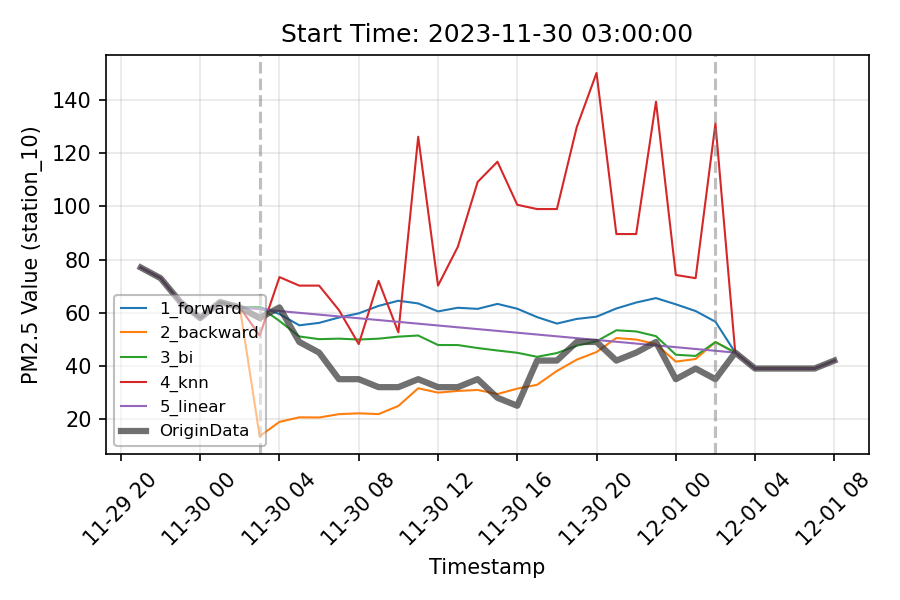 Start Time: 2023-11-30 03:00:00
PM2.5 Value (station_10)
140
120
100
80
60
40
20
1_forward
2_backward
3_bi
4_knn
5_linear
OriginData
11-29 20
11-30 00
11-30 04
11-30 08
11-30 12
11-30 16
11-30 20
12-01 00
12-01 04
12-01 08
Timestamp